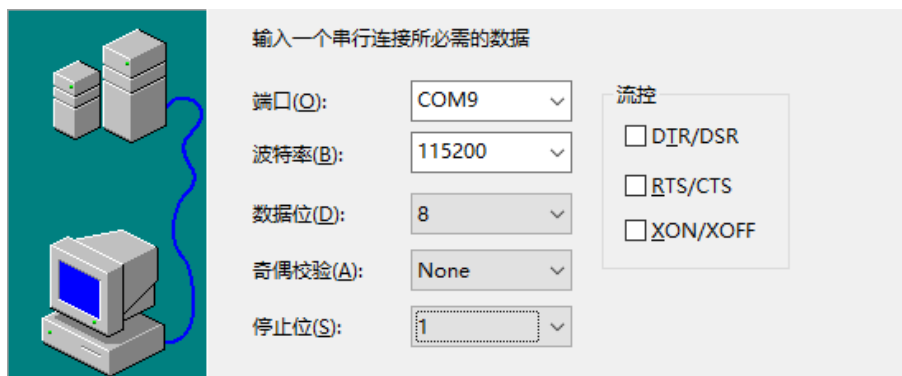 输入一个串行连接所必需的数据
端口(O): COM9
波特率(B): 115200
数据位(D): 8
奇偶校验(A): None
停止位(S): 1
流控
DTR/DSR
RTS/CTS
XON/XOFF